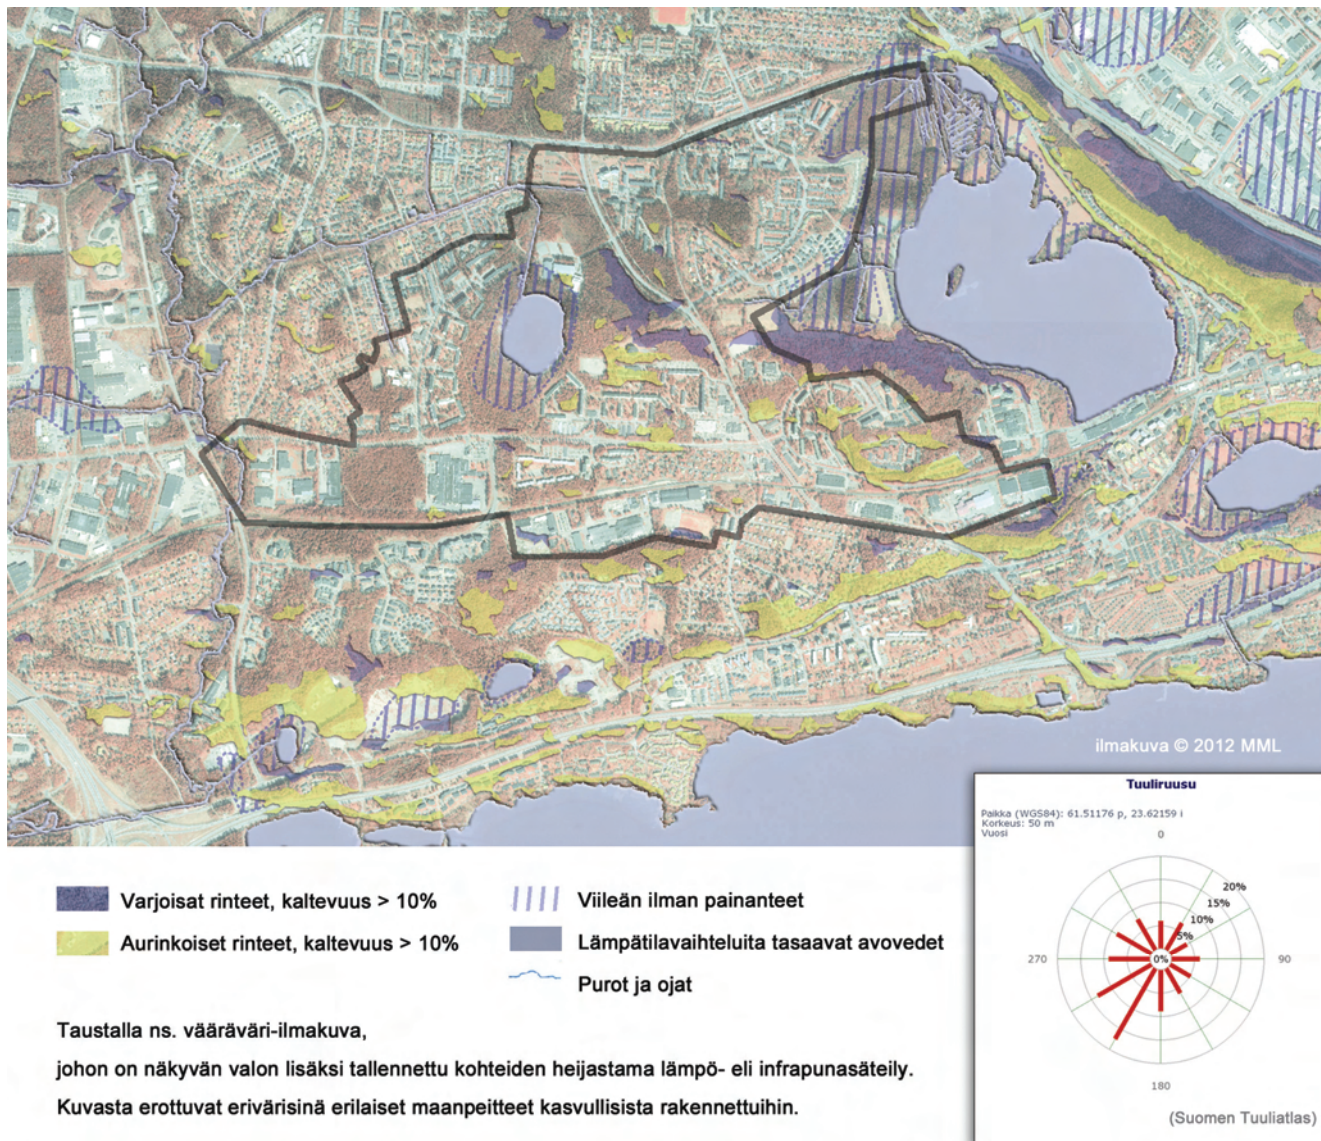 ilmakuva © 2012 MML
Tuuliruusu
Paikka (WGS84): 61.51176 p, 23.62159 i
Korkeus: 50 m
Vuosi
0
20%
15%
10%
5%
0%
270
90
180
(Suomen Tuuliatlas)
Varjoisat rinteet, kaltevuus > 10%
Aurinkoiset rinteet, kaltevuus > 10%
Viileän ilman painanteet
Lämpätilavaihteluita tasaavat avovedet
Purot ja ojat
Taustalla ns. vääräväri-ilmakuva,
johon on näkyvän valon lisäksi tallennettu kohteiden heijastama lämpö- eli infrapunasäteily.
Kuvasta erottuvat erivärisinä erilaiset maanpeitteet kasvullisista rakennettuihin.